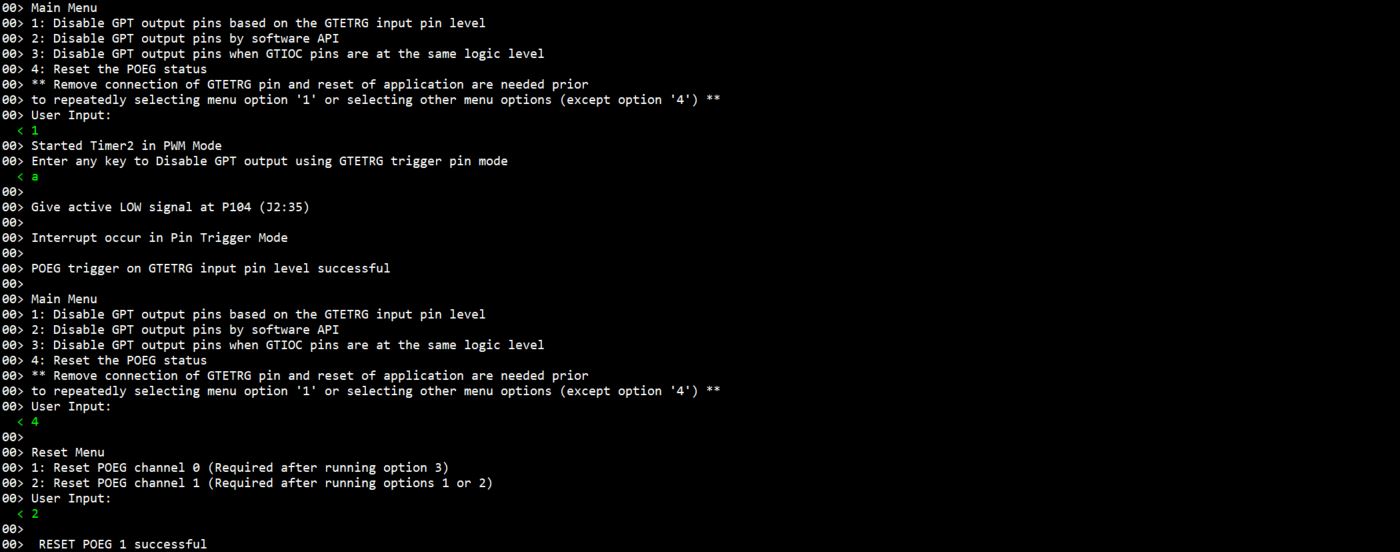 00> Main Menu
00> 1: Disable GPT output pins based on the GTETRG input pin level
00> 2: Disable GPT output pins by software API
00> 3: Disable GPT output pins when GTIOC pins are at the same logic level
00> 4: Reset the POEG status
00> ** Remove connection of GTETRG pin and reset of application are needed prior
00> to repeatedly selecting menu option '1' or selecting other menu options (except option '4') **
00> User Input:
< 1
00> Started Timer2 in PWM Mode
00> Enter any key to Disable GPT output using GTETRG trigger pin mode
< a
00>
00> Give active LOW signal at P104 (J2:35)
00>
00> Interrupt occur in Pin Trigger Mode
00>
00> POEG trigger on GTETRG input pin level successful
00>
00> Main Menu
00> 1: Disable GPT output pins based on the GTETRG input pin level
00> 2: Disable GPT output pins by software API
00> 3: Disable GPT output pins when GTIOC pins are at the same logic level
00> 4: Reset the POEG status
00> ** Remove connection of GTETRG pin and reset of application are needed prior
00> to repeatedly selecting menu option '1' or selecting other menu options (except option '4') **
00> User Input:
< 4
00>
00> Reset Menu
00> 1: Reset POEG channel 0 (Required after running option 3)
00> 2: Reset POEG channel 1 (Required after running options 1 or 2)
00> User Input:
< 2
00>
00>  RESET POEG 1 successful